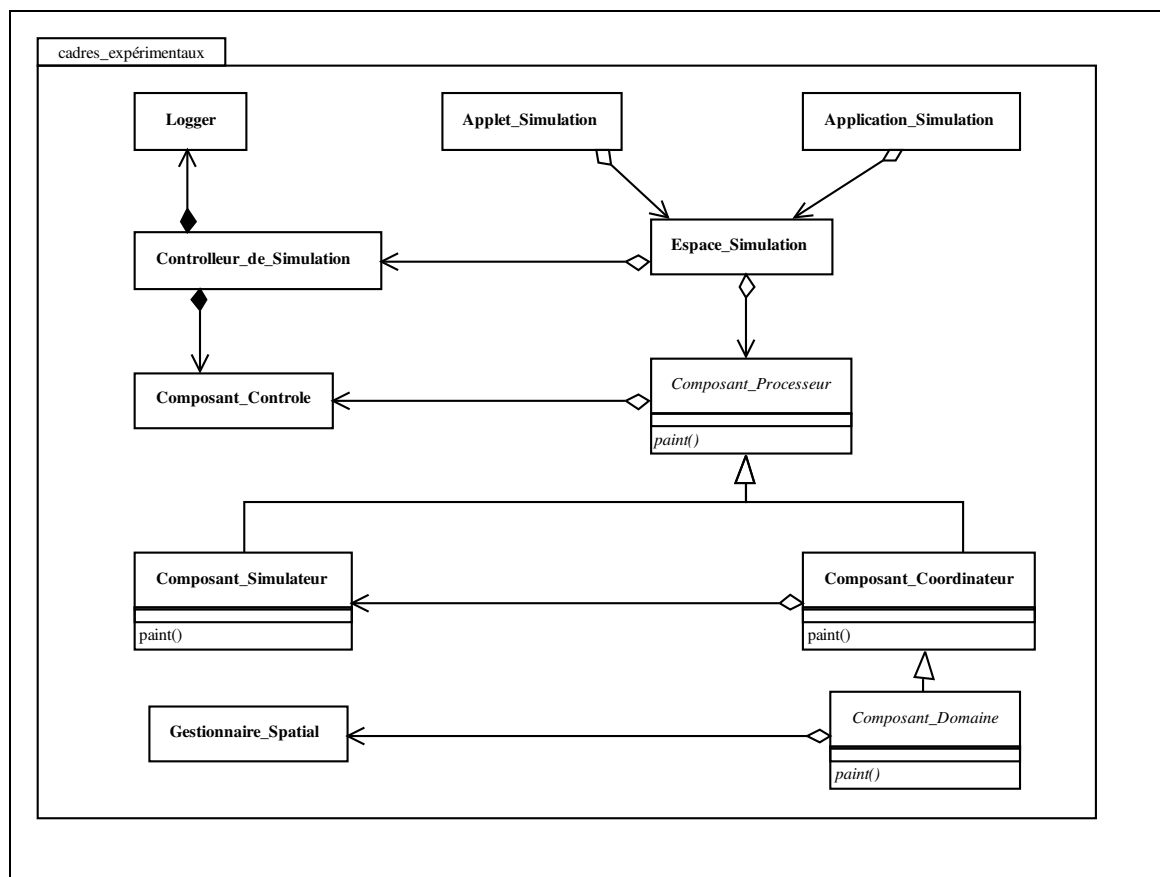 cadres_expérimentaux
Logger
Applet_Simulation
Application_Simulation
Controlleur_de_Simulation
Espace_Simulation
Composant_Controle
Composant_Processeur
paint()
Composant_Simulateur
paint()
Composant_Coordinateur
paint()
Gestionnaire_Spatial
Composant_Domaine
paint()